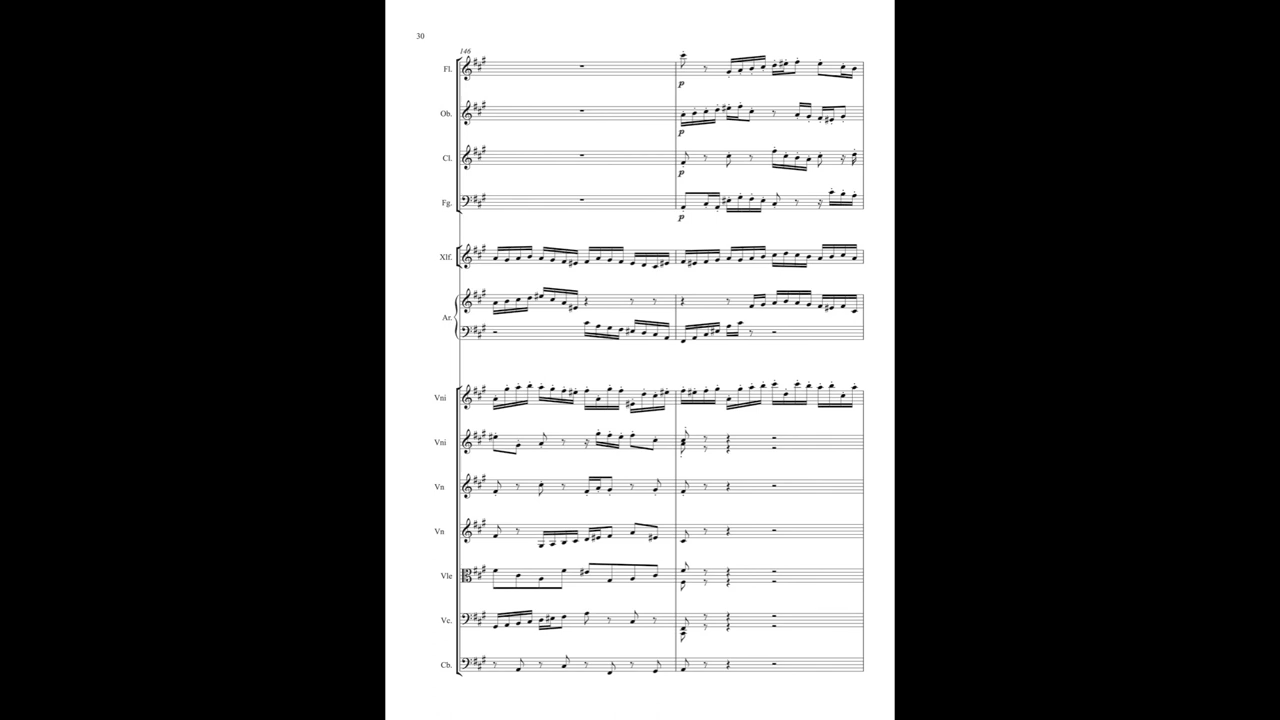 30
146
Fl.
p
Ob.
p
Cl.
p
Fg.
p
Xlf.
Ar.
Vni
Vni
Vn
Vn
Vle
Vc.
Cb.